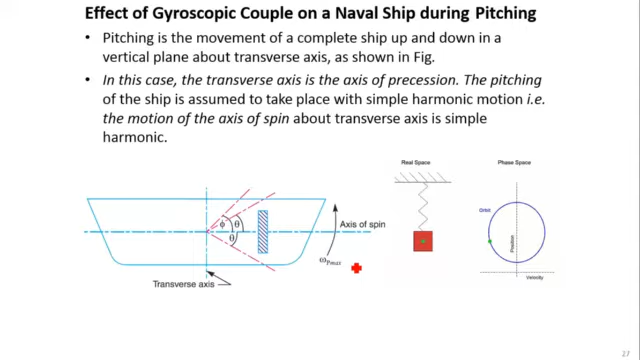 Effect of Gyroscopic Couple on a Naval Ship during Pitching
• Pitching is the movement of a complete ship up and down in a
vertical plane about transverse axis, as shown in Fig.
• In this case, the transverse axis is the axis of precession. The pitching
of the ship is assumed to take place with simple harmonic motion i.e.
the motion of the axis of spin about transverse axis is simple
harmonic.
Real Space
Phase Space
Orbit
Position
Velocity
ϕ
θ
θ
Axis of spin
ωPmax
Transverse axis
27